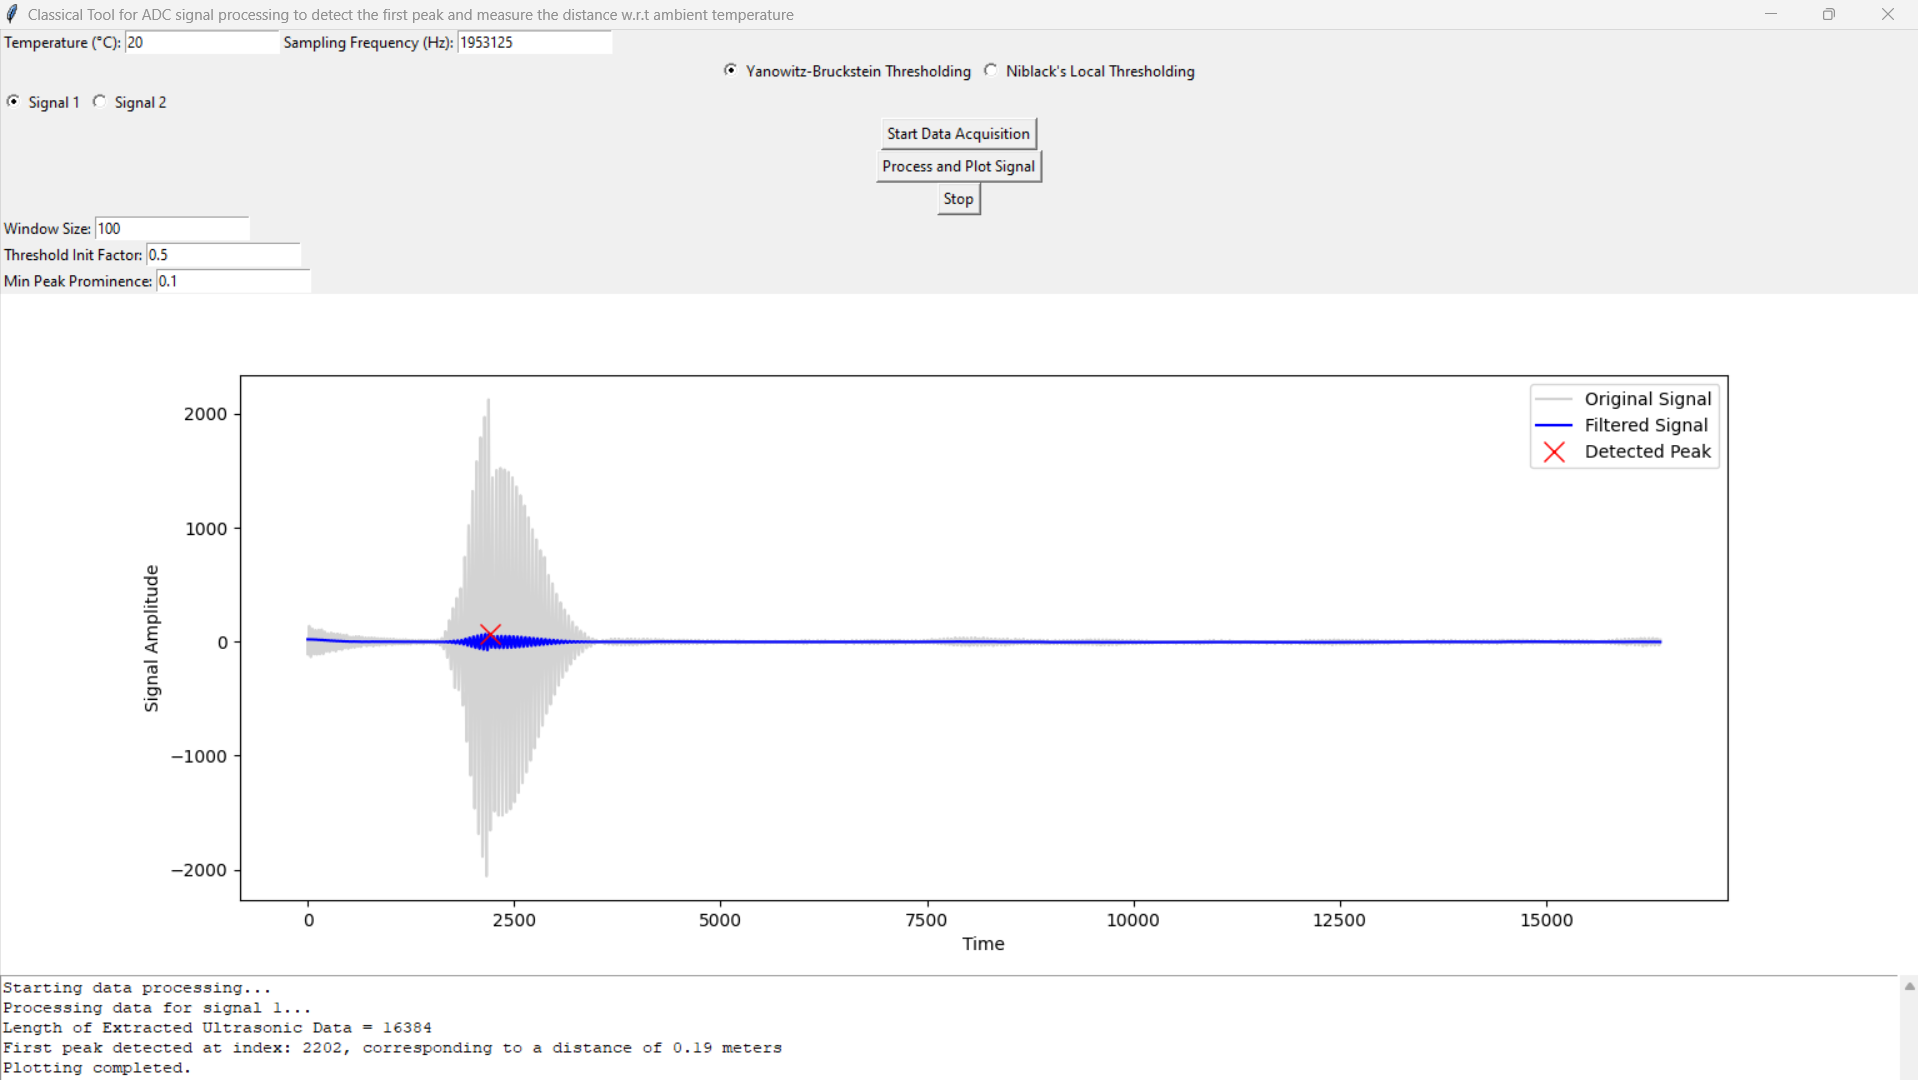 Classical Tool for ADC signal processing to detect the first peak and measure the distance w.r.t ambient temperature
Temperature (°C): 20 Sampling Frequency (Hz): 1953125
Yanowitz-Bruckstein Thresholding Niblack's Local Thresholding
Signal 1 Signal 2
Start Data Acquisition
Process and Plot Signal
Stop
Window Size: 100
Threshold Init Factor: 0.5
Min Peak Prominence: 0.1
Original Signal
Filtered Signal
Detected Peak
2000
1000
0
−1000
−2000
Signal Amplitude
0 2500 5000 7500 10000 12500 15000
Time
Starting data processing...
Processing data for signal 1...
Length of Extracted Ultrasonic Data = 16384
First peak detected at index: 2202, corresponding to a distance of 0.19 meters
Plotting completed.